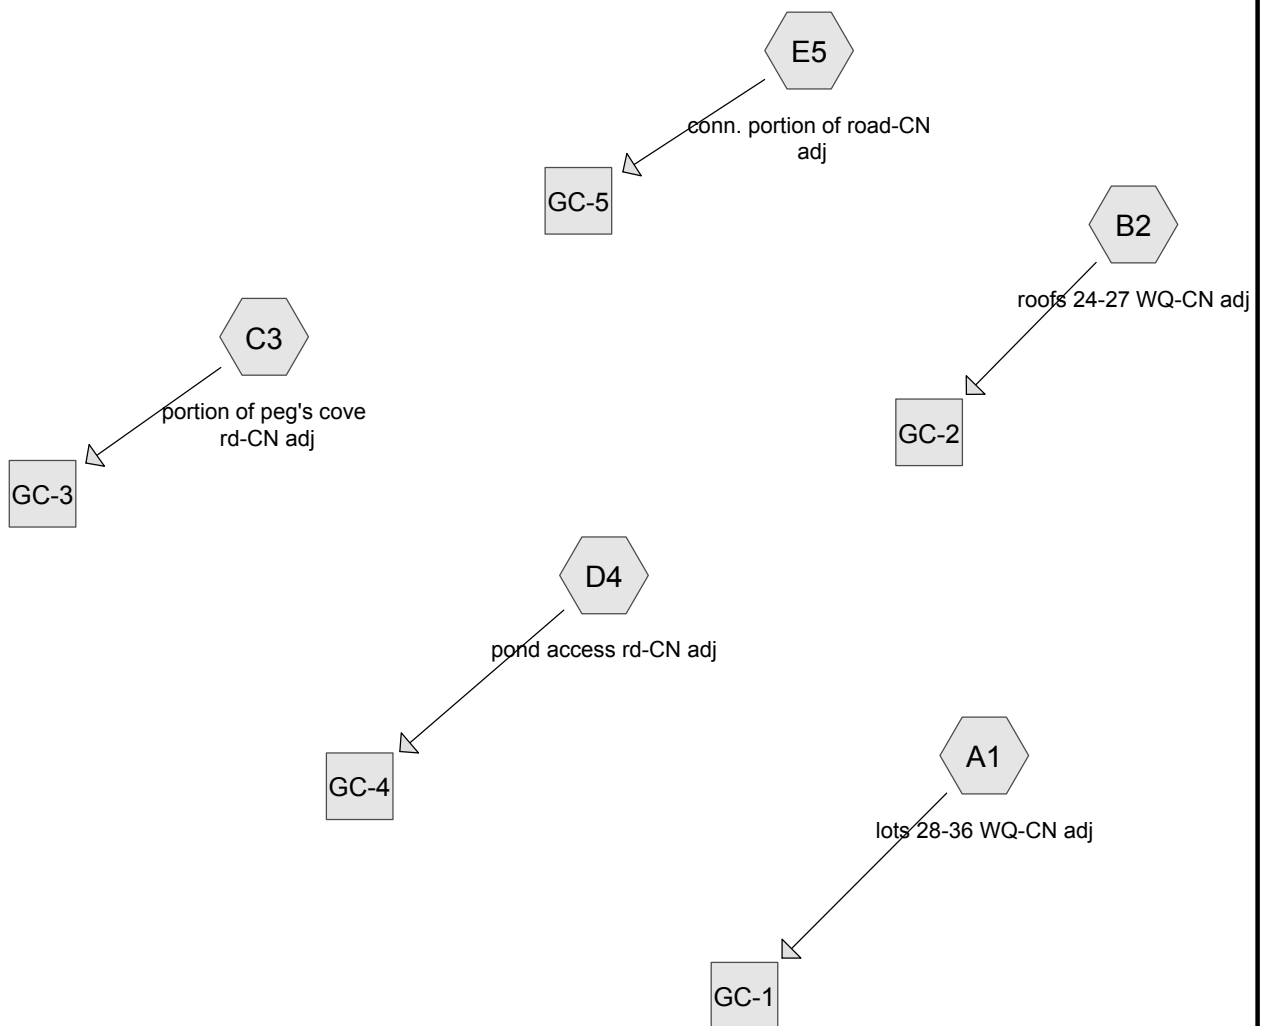 E5
conn. portion of road-CN
adj
GC-5
B2
roofs 24-27 WQ-CN adj
C3
portion of peg's cove
rd-CN adj
GC-2
GC-3
D4
pond access rd-CN adj
GC-4
A1
lots 28-36 WQ-CN adj
GC-1